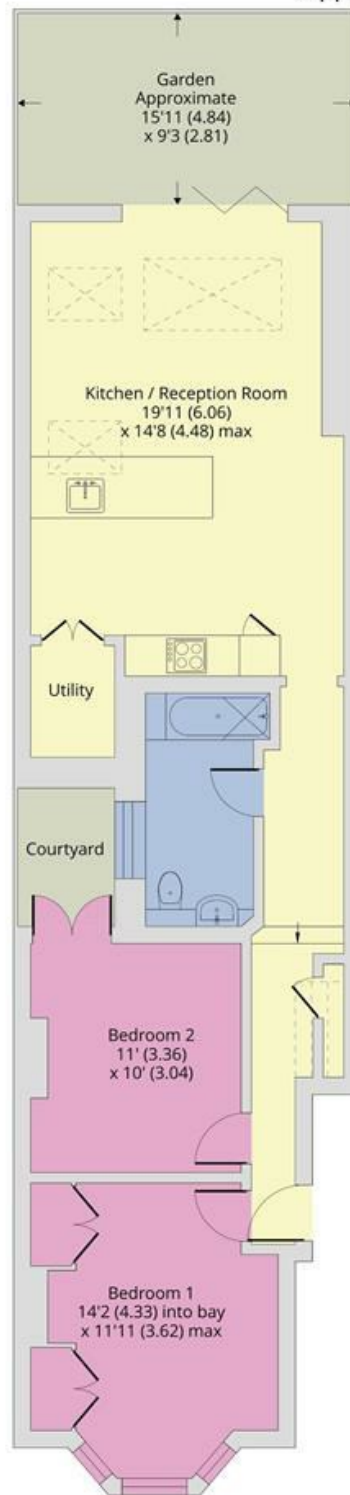 Garden
Approximate
15'11 (4.84)
x 9'3 (2.81)
Kitchen / Reception Room
19'11 (6.06)
x 14'8 (4.48) max
Utility
Courtyard
Bedroom 2
11' (3.36)
x 10' (3.04)
Bedroom 1
14'2 (4.33) into bay
x 11'11 (3.62) max